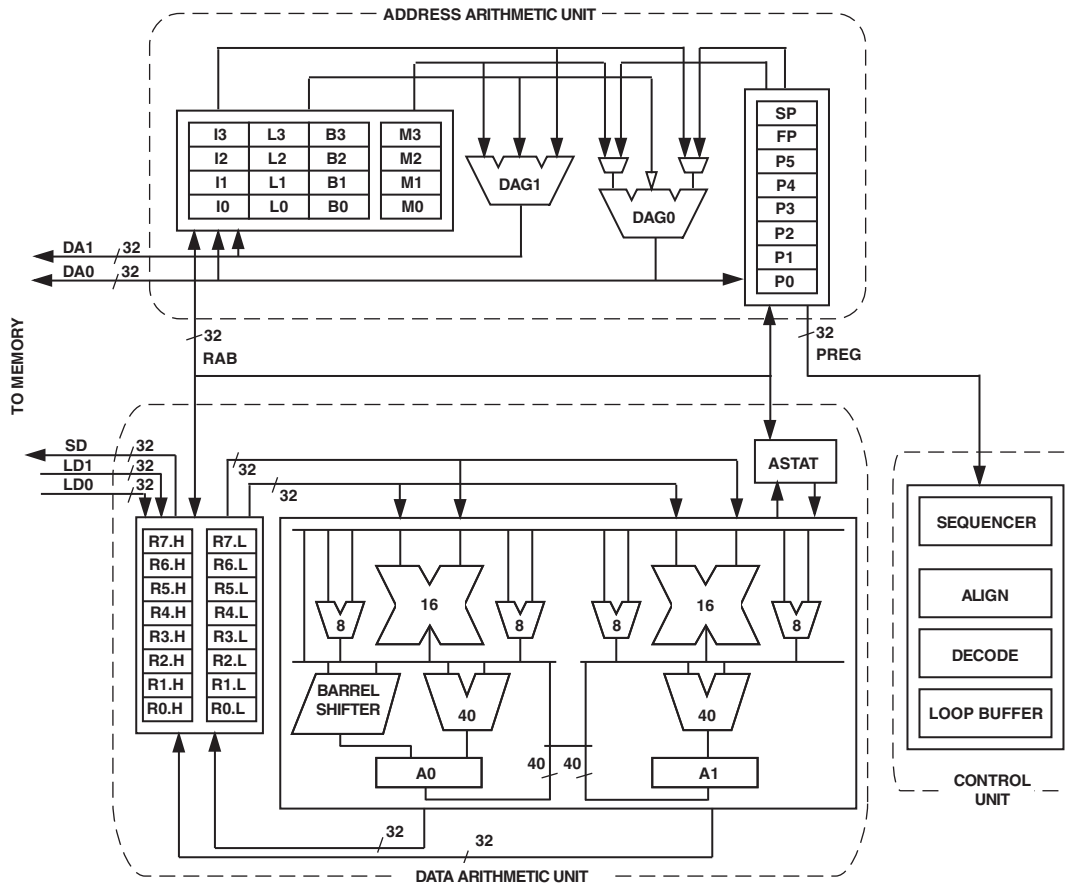 ADDRESS ARITHMETIC UNIT
I3 L3 B3 M3
I2 L2 B2 M2
I1 L1 B1 M1
I0 L0 B0 M0
DAG1
DAG0
SP
FP
P5
P4
P3
P2
P1
P0
DA1 32
DA0 32
32
RAB
32
PREG
TO MEMORY
SD 32
LD1 32
LD0 32
32
32
ASTAT
R7.H R7.L
R6.H R6.L
R5.H R5.L
R4.H R4.L
R3.H R3.L
R2.H R2.L
R1.H R1.L
R0.H R0.L
16
8
8
16
8
8
BARREL
SHIFTER
40
40
A0
40
40
A1
32
32
DATA ARITHMETIC UNIT
SEQUENCER
ALIGN
DECODE
LOOP BUFFER
CONTROL
UNIT